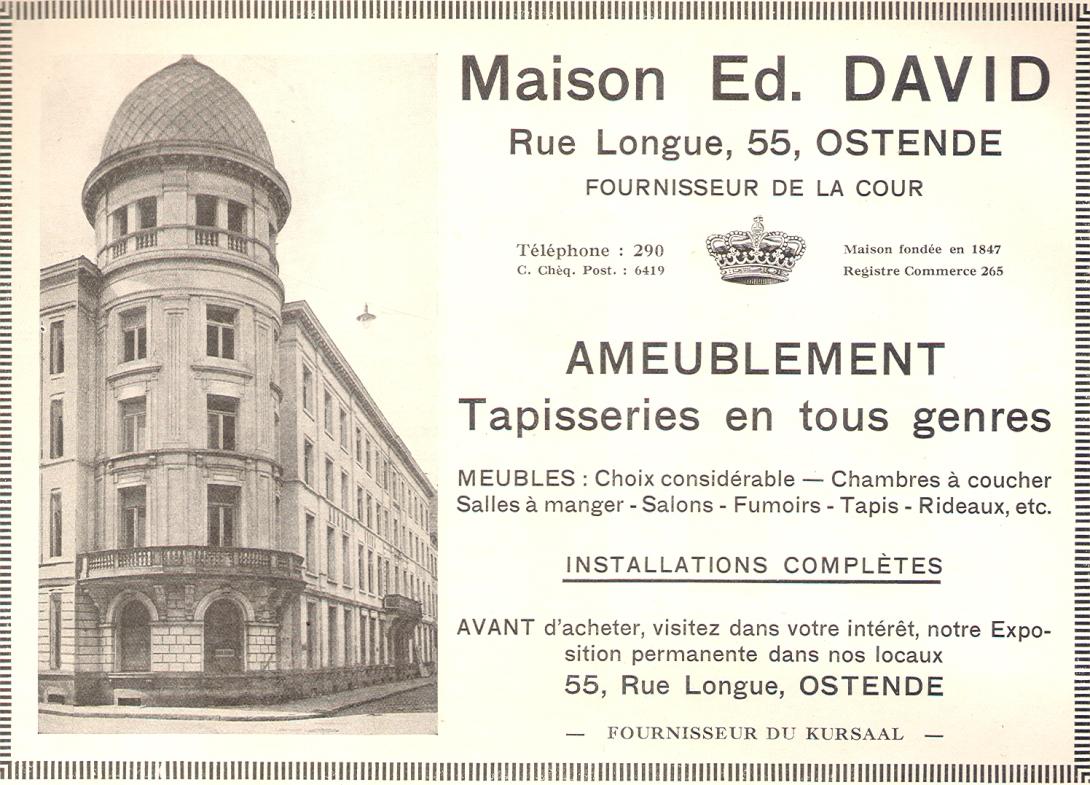 Maison Ed. DAVID
Rue Longue, 55, OSTENDE
FOURNISSEUR DE LA COUR
Téléphone : 290
C. Chèq. Post. : 6419
Maison fondée en 1847
Registre Commerce 265
AMEUBLEMENT
Tapisseries en tous genres
MEUBLES : Choix considérable — Chambres à coucher
Salles à manger - Salons - Fumoirs - Tapis - Rideaux, etc.
INSTALLATIONS COMPLÈTES
AVANT d'acheter, visitez dans votre intérêt, notre Expo-
sition permanente dans nos locaux
55, Rue Longue, OSTENDE
— FOURNISSEUR DU KURSAAL —